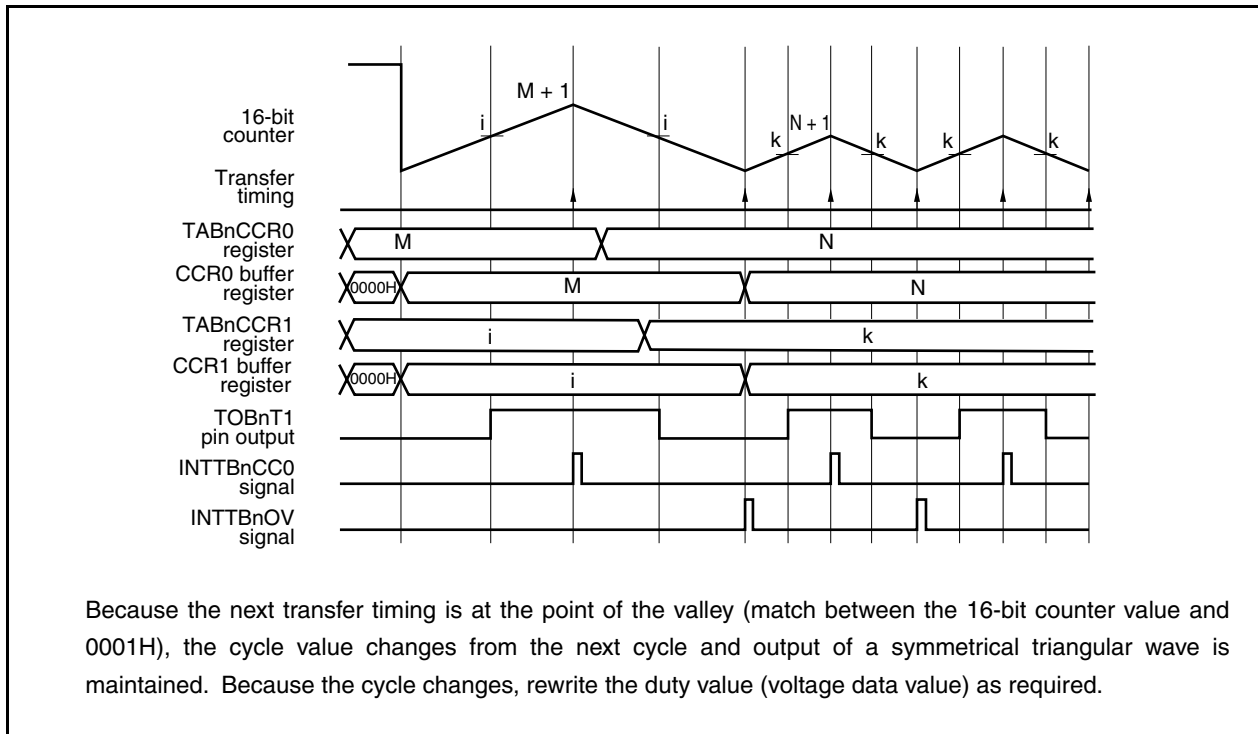 M + 1
16-bit
counter
i
i
k
N + 1
k
k
k
Transfer
timing
TABnCCR0
register
M
N
CCR0 buffer
register
0000H
M
N
TABnCCR1
register
i
k
CCR1 buffer
register
0000H
i
k
TOBnT1
pin output
INTTBnCC0
signal
INTTBnOV
signal
Because the next transfer timing is at the point of the valley (match between the 16-bit counter value and
0001H), the cycle value changes from the next cycle and output of a symmetrical triangular wave is
maintained. Because the cycle changes, rewrite the duty value (voltage data value) as required.